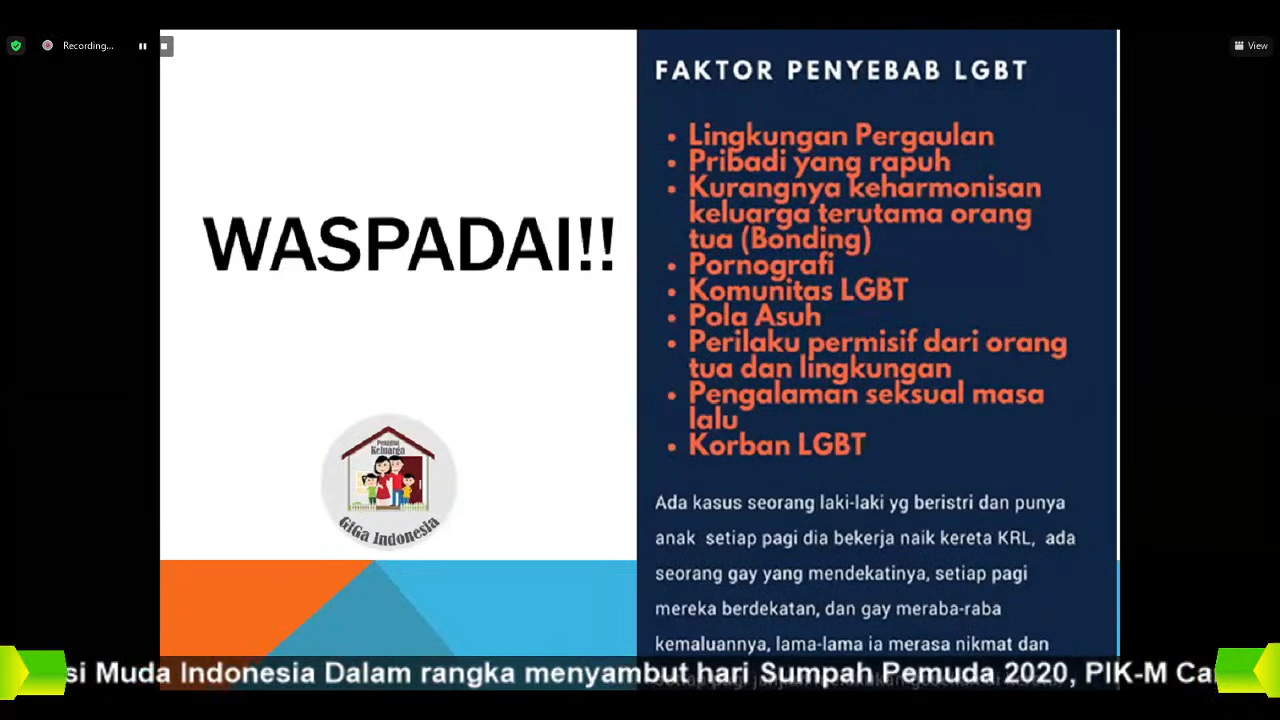 Recording...
View
WASPADAI!!
Penggiat
Keluarga
GiGa Indonesia
FAKTOR PENYEBAB LGBT
• Lingkungan Pergaulan
• Pribadi yang rapuh
• Kurangnya keharmonisan
keluarga terutama orang
tua (Bonding)
• Pornografi
• Komunitas LGBT
• Pola Asuh
• Perilaku permisif dari orang
tua dan lingkungan
• Pengalaman seksual masa
lalu
• Korban LGBT
Ada kasus seorang laki-laki yg beristri dan punya
anak setiap pagi dia bekerja naik kereta KRL, ada
seorang gay yang mendekatinya, setiap pagi
mereka berdekatan, dan gay meraba-raba
kemaluannya, lama-lama ia merasa nikmat dan
si Muda Indonesia Dalam rangka menyambut hari Sumpah Pemuda 2020, PIK-M Ca